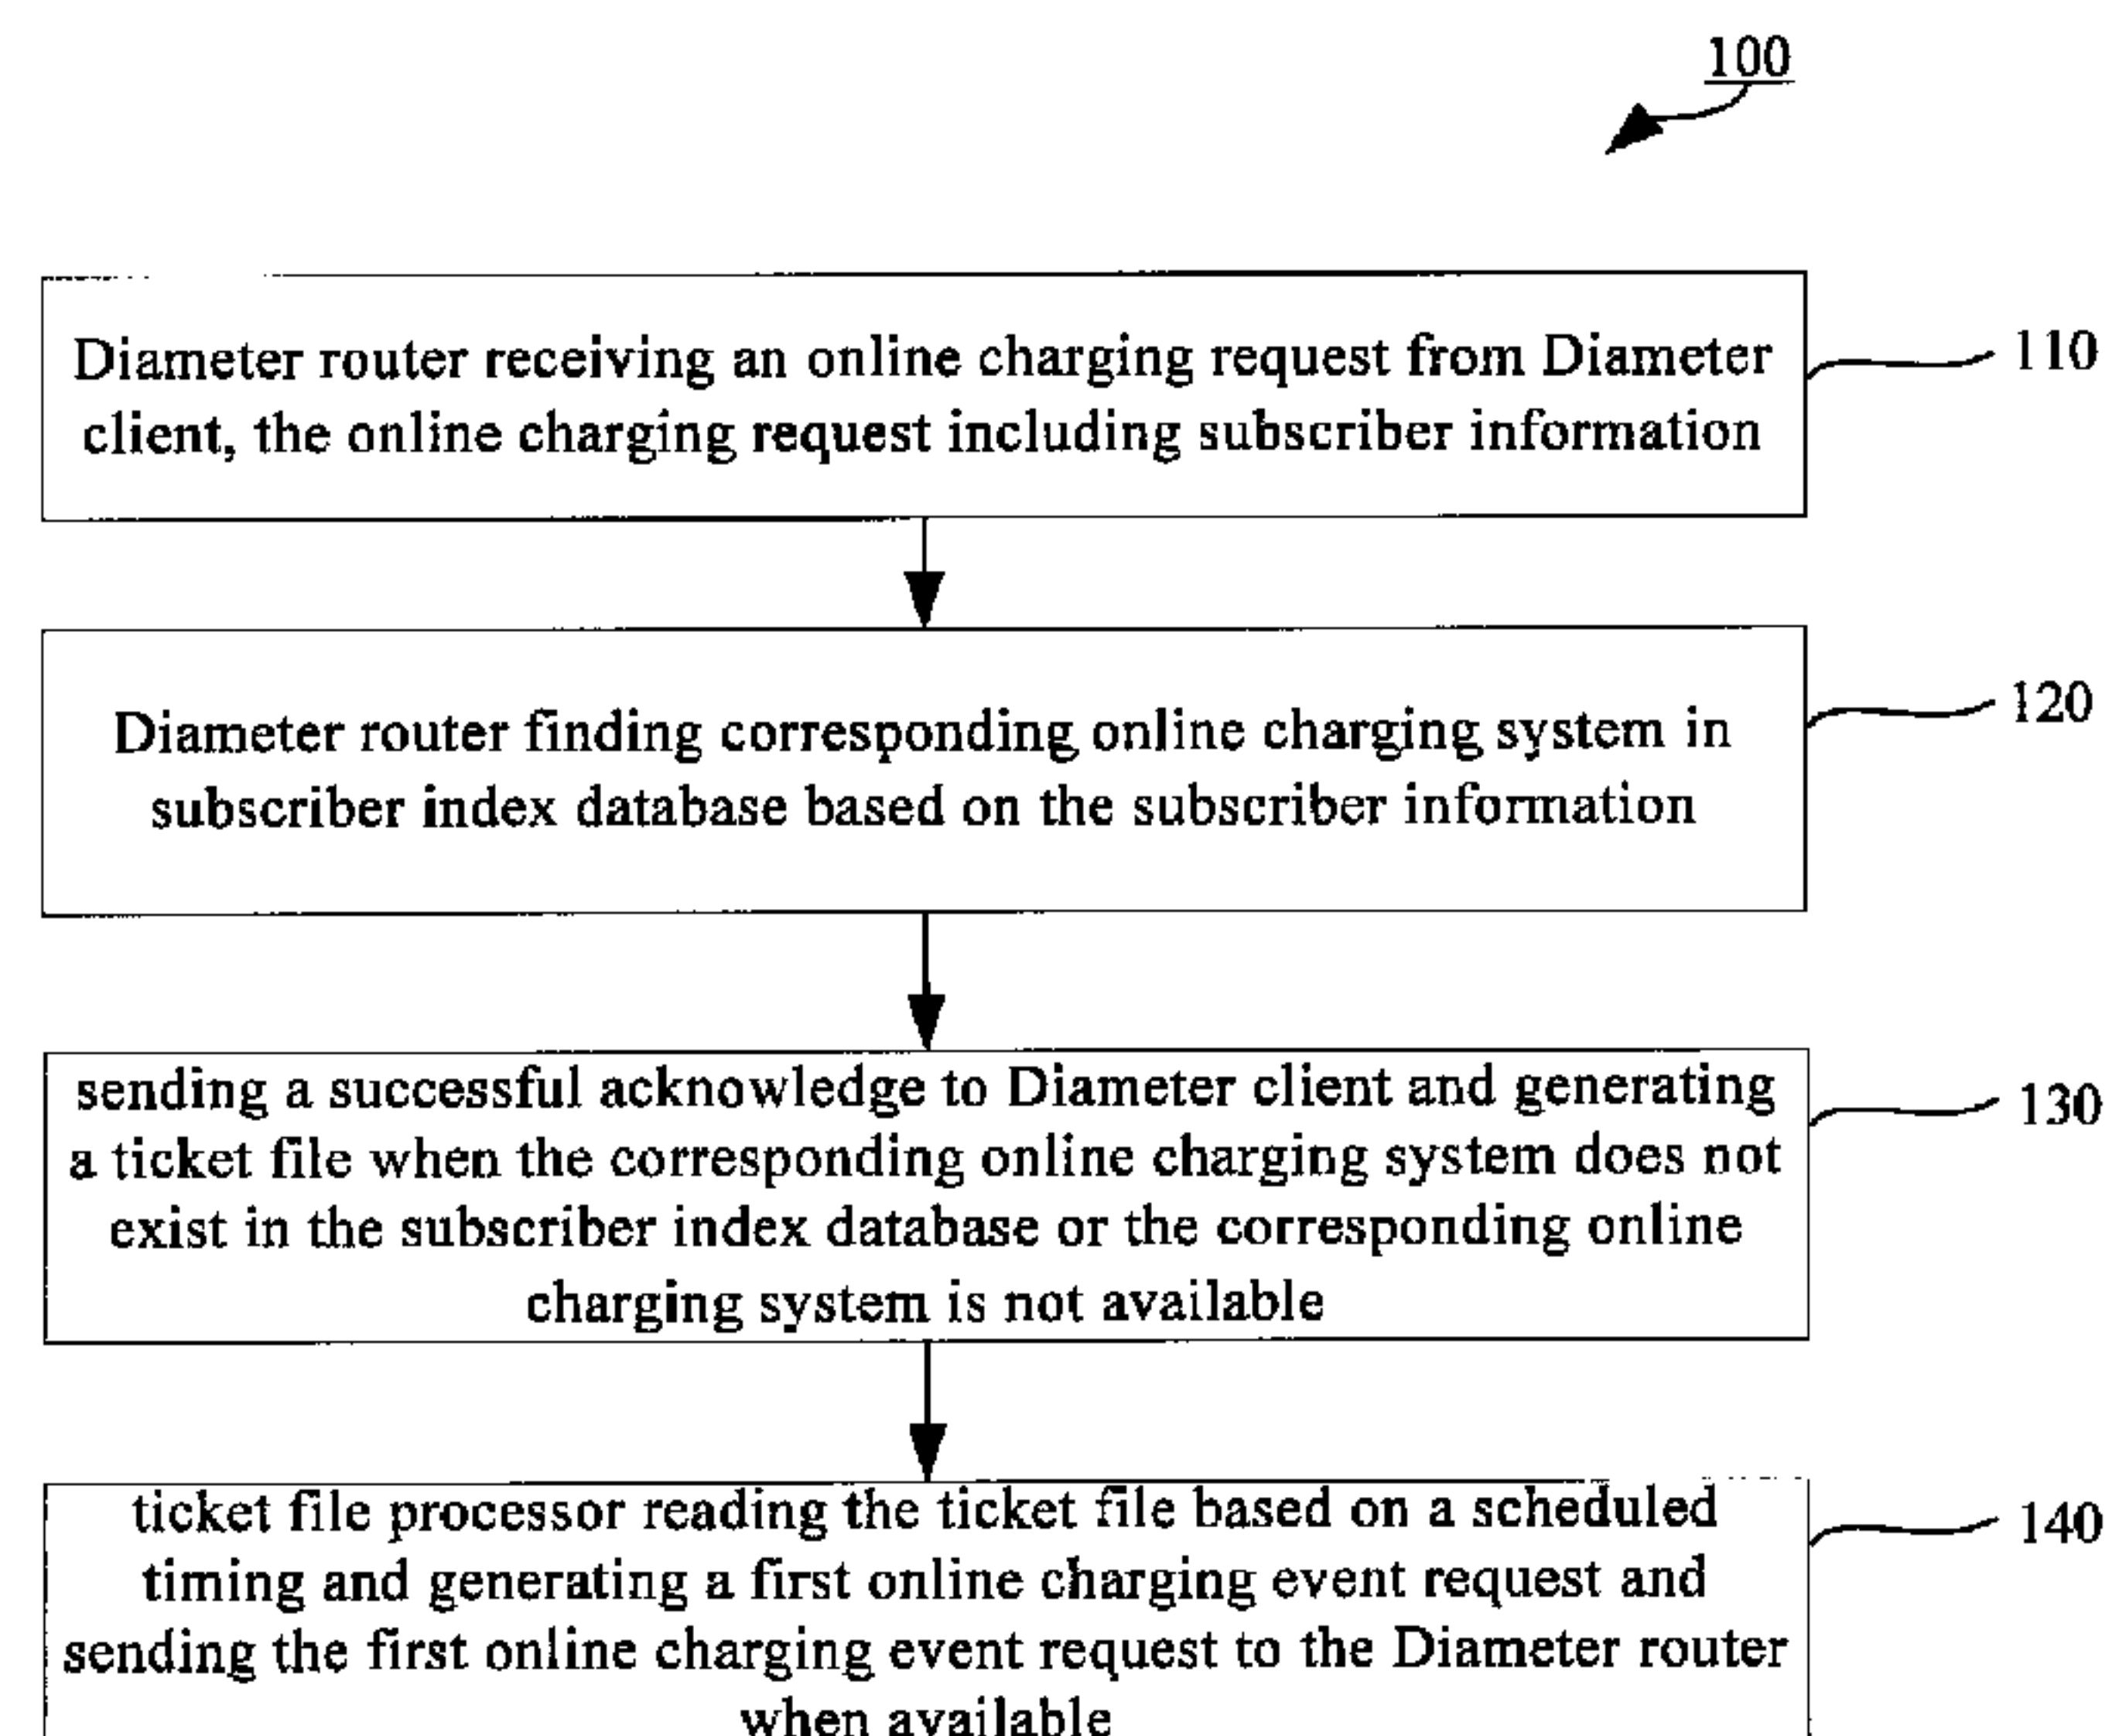 100
Diameter router receiving an online charging request from Diameter
client, the online charging request including subscriber information
110
Diameter router finding corresponding online charging system in
subscriber index database based on the subscriber information
120
sending a successful acknowledge to Diameter client and generating
a ticket file when the corresponding online charging system does not
exist in the subscriber index database or the corresponding online
charging system is not available
130
ticket file processor reading the ticket file based on a scheduled
timing and generating a first online charging event request and
sending the first online charging event request to the Diameter router
when available
140